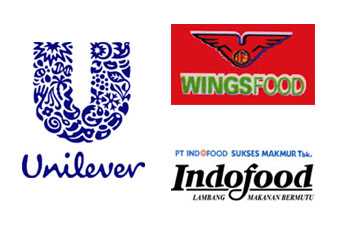 Unilever
WINGSFOOD
PT INDOFOOD SUKSES MAKMUR Tbk.
Indofood
LAMBANG MAKANAN BERMUTU